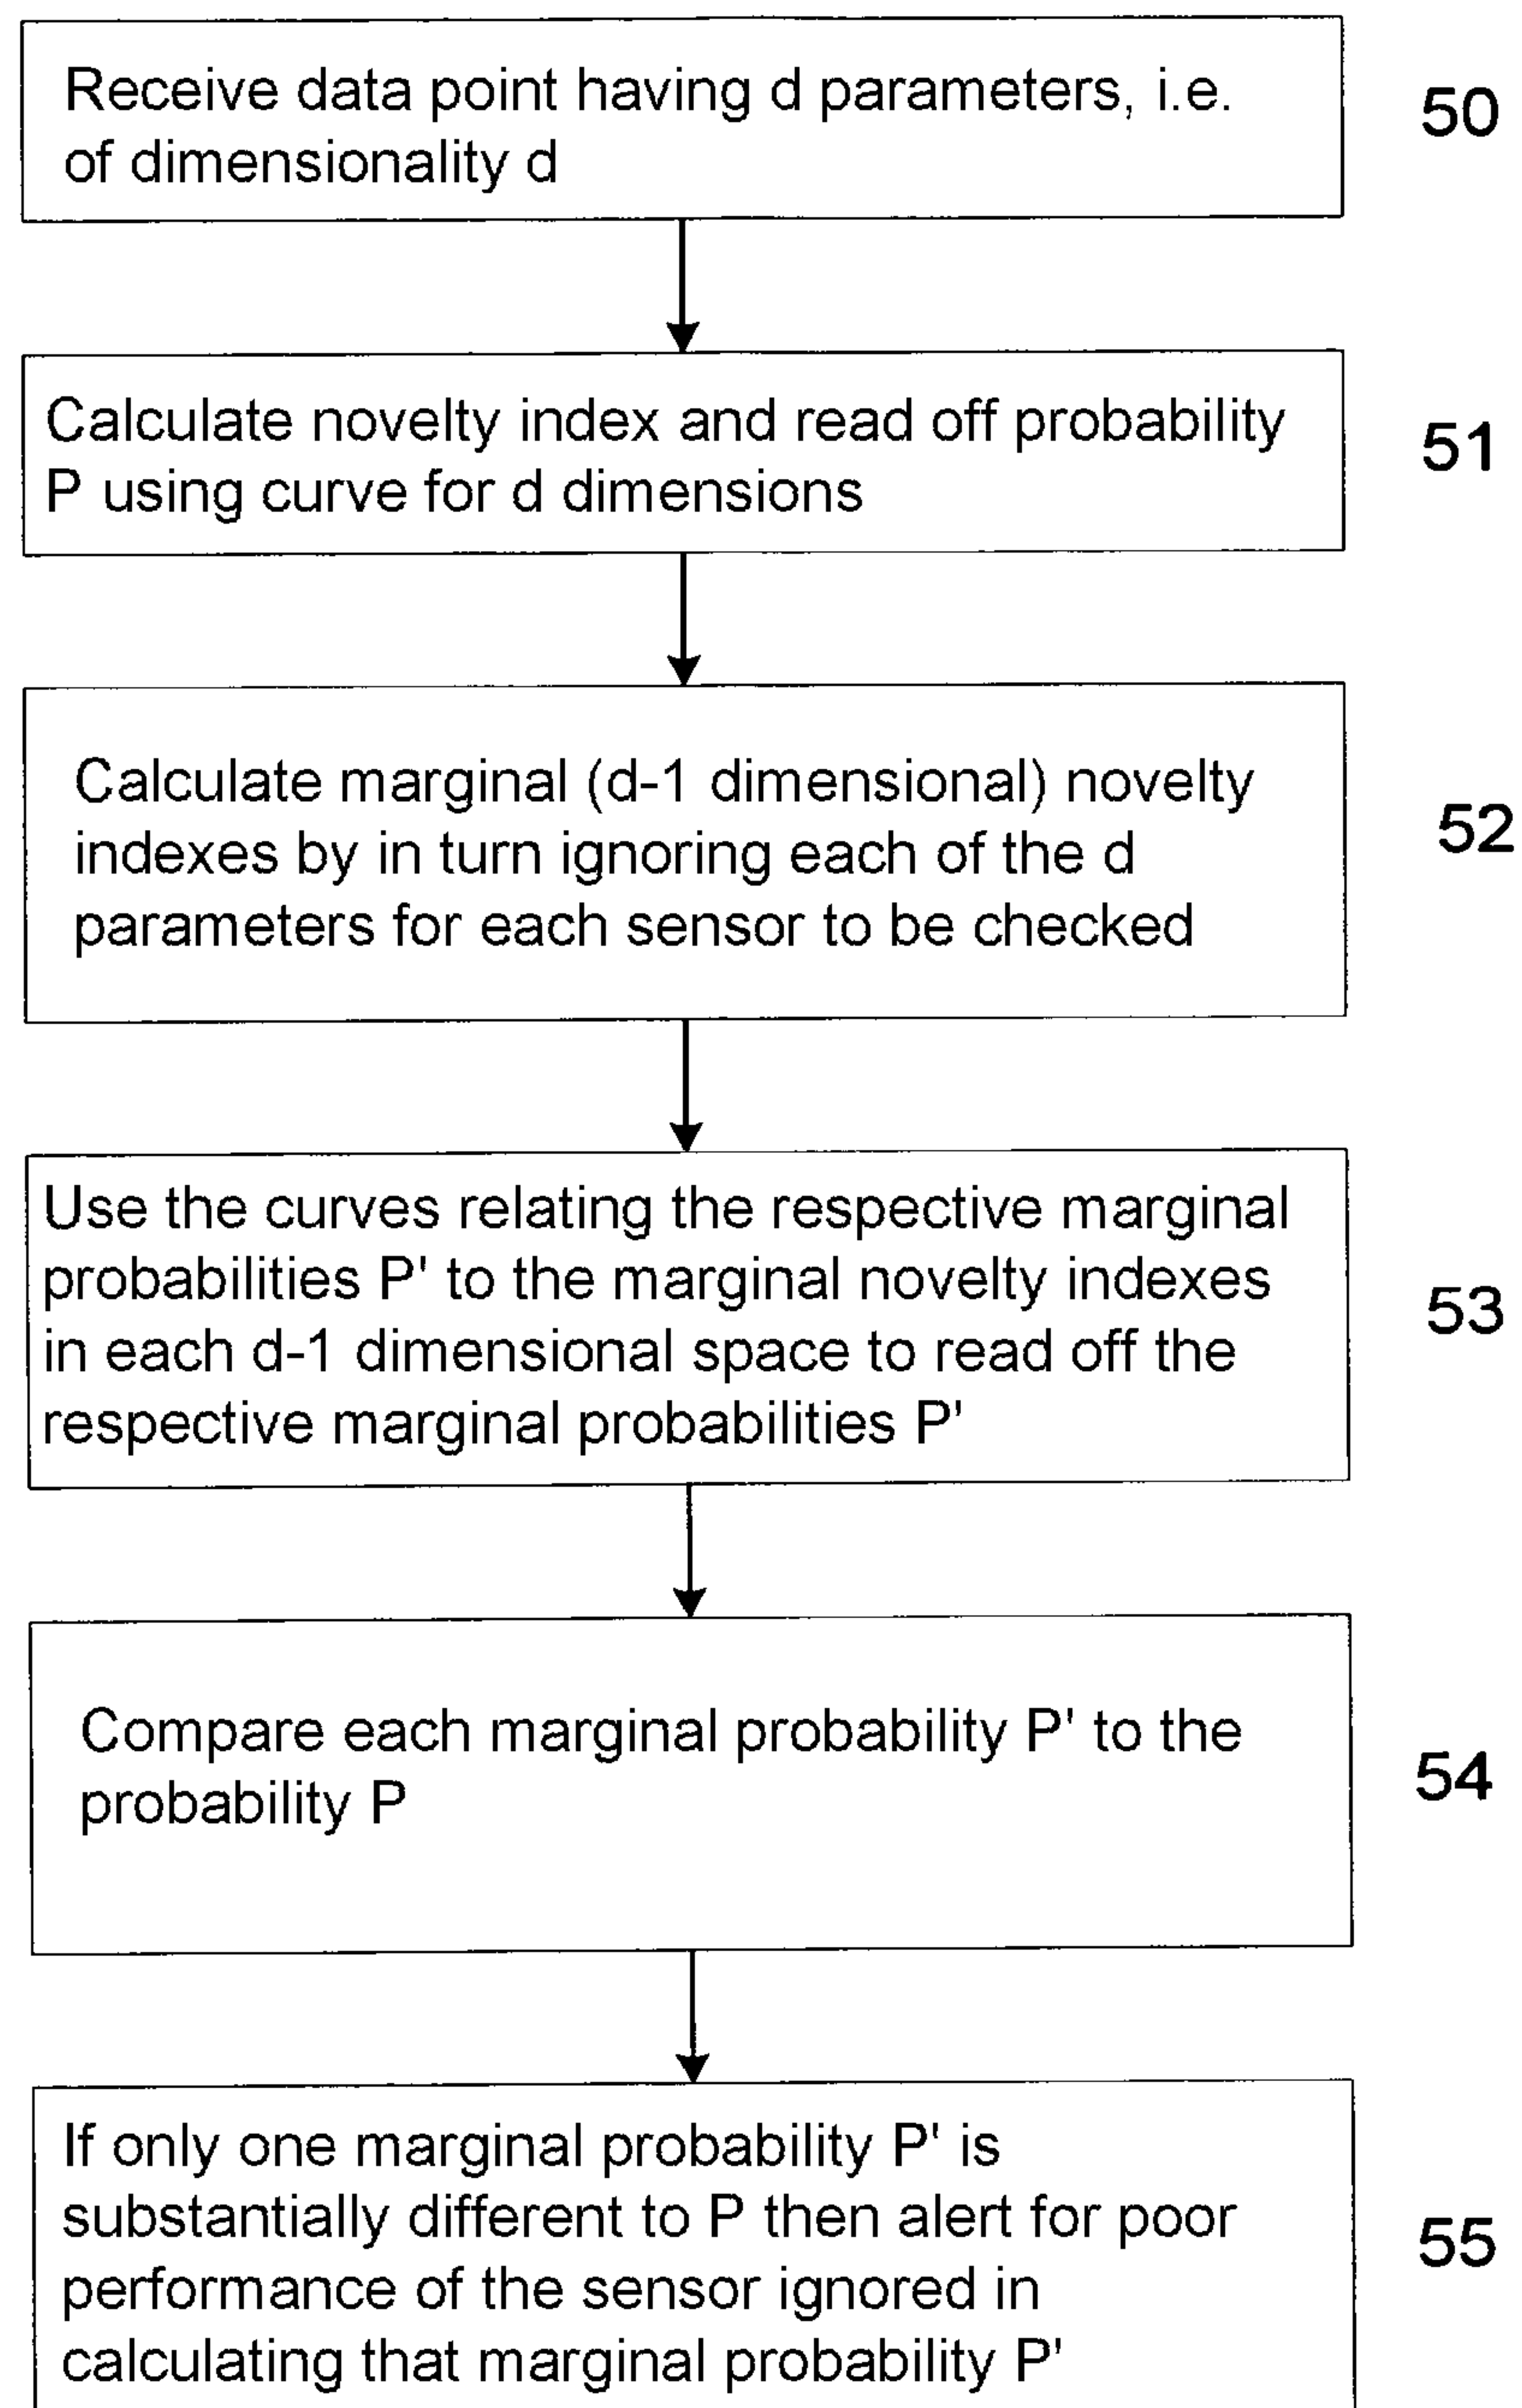 Receive data point having d parameters, i.e.
of dimensionality d
50
Calculate novelty index and read off probability
P using curve for d dimensions
51
Calculate marginal (d-1 dimensional) novelty
indexes by in turn ignoring each of the d
parameters for each sensor to be checked
52
Use the curves relating the respective marginal
probabilities P' to the marginal novelty indexes
in each d-1 dimensional space to read off the
respective marginal probabilities P'
53
Compare each marginal probability P' to the
probability P
54
If only one marginal probability P' is
substantially different to P then alert for poor
performance of the sensor ignored in
calculating that marginal probability P'
55